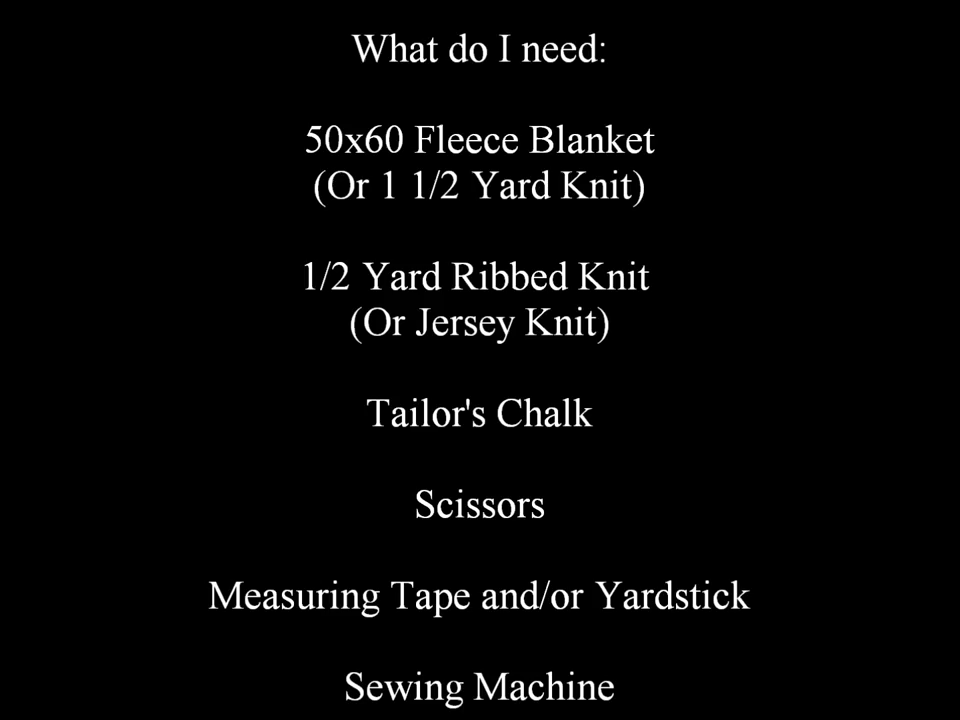 What do I need:
50x60 Fleece Blanket
(Or 1 1/2 Yard Knit)
1/2 Yard Ribbed Knit
(Or Jersey Knit)
Tailor's Chalk
Scissors
Measuring Tape and/or Yardstick
Sewing Machine